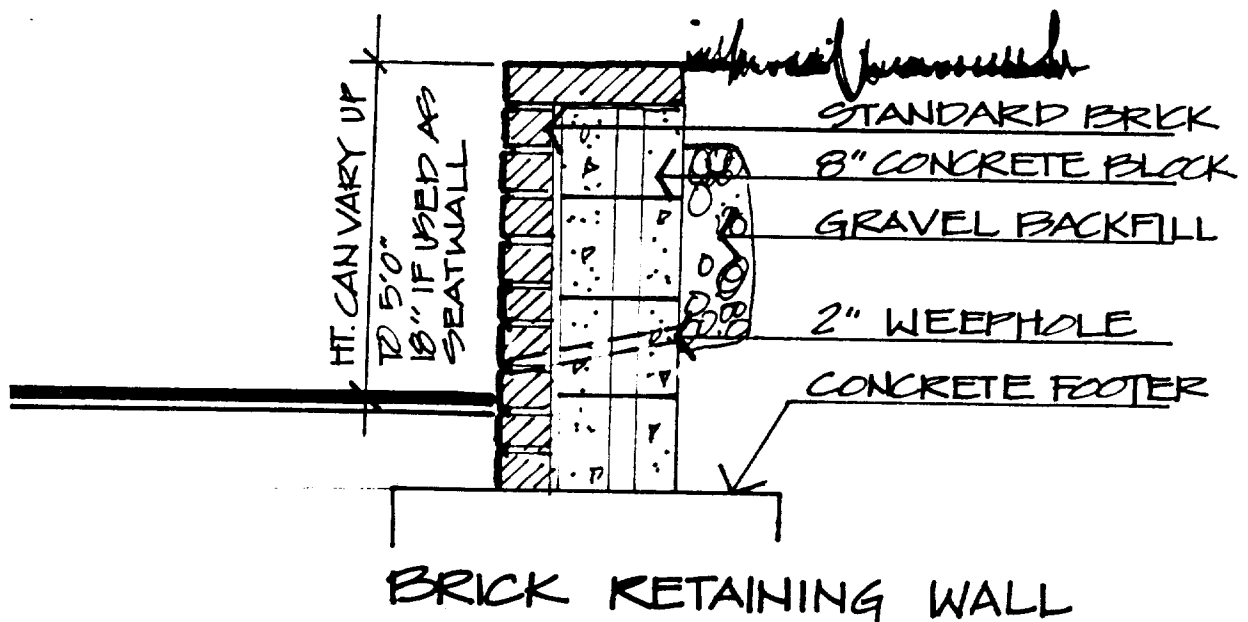 HT. CAN VARY UP
TO 5'0"
18" IF USED AS
SEATWALL
STANDARD BRICK
8" CONCRETE BLOCK
GRAVEL BACKFILL
2" WEEPHOLE
CONCRETE FOOTER
BRICK RETAINING WALL